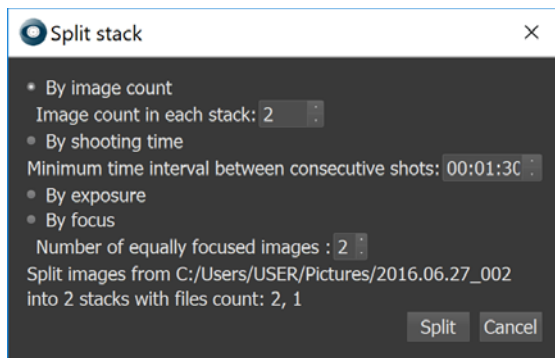 Split stack
By image count
Image count in each stack: 2
By shooting time
Minimum time interval between consecutive shots: 00:01:30
By exposure
By focus
Number of equally focused images : 2
Split images from C:/Users/USER/Pictures/2016.06.27_002
into 2 stacks with files count: 2, 1
Split Cancel